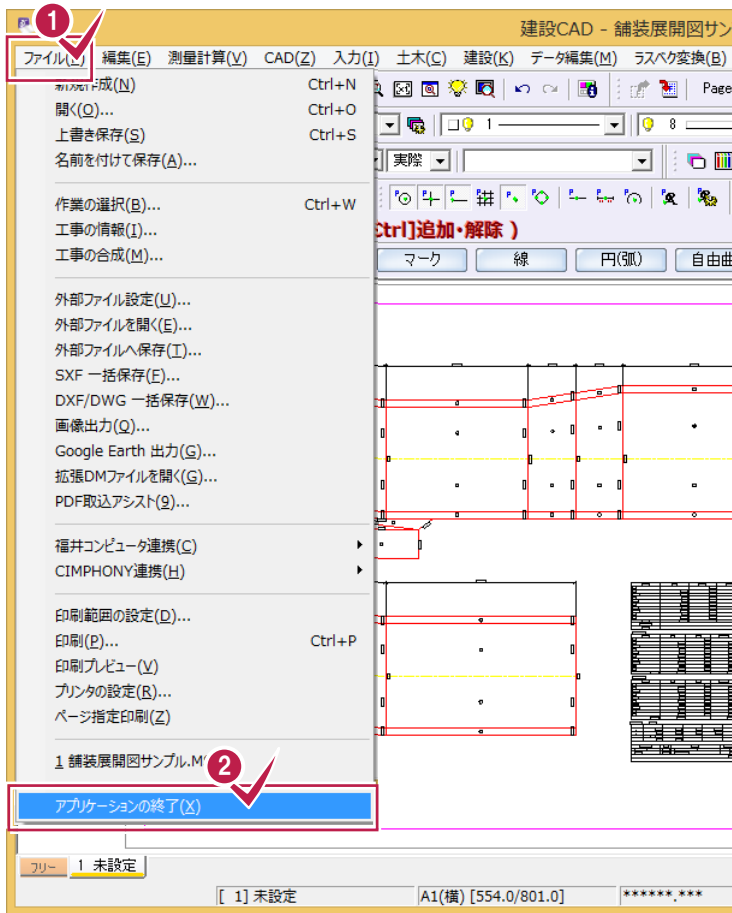 1
建設CAD - 舗装展開図サン
ファイル(F) 編集(E) 測量計算(V) CAD(Z) 入力(I) 土木(C) 建設(K) データ編集(M) ラスベク変換(B)
新規作成(N) Ctrl+N
開く(O)... Ctrl+O
上書き保存(S) Ctrl+S
名前を付けて保存(A)...
作業の選択(B)... Ctrl+W
工事の情報(I)...
工事の合成(M)...
外部ファイル設定(U)...
外部ファイルを開く(E)...
外部ファイルへ保存(T)...
SXF 一括保存(F)...
DXF/DWG 一括保存(W)...
画像出力(Q)...
Google Earth 出力(G)...
拡張DMファイルを開く(G)...
PDF取込アシスト(9)...
福井コンピュータ連携(C)
CIMPHONY連携(H)
印刷範囲の設定(D)...
印刷(P)... Ctrl+P
印刷プレビュー(V)
プリンタの設定(R)...
ページ指定印刷(Z)
1 舗装展開図サンプル.M
2
アプリケーションの終了(X)
Page
1 8
実際
Ctrl]追加・解除 )
マーク 線 円(弧) 自由曲
フリー 1 未設定
[ 1] 未設定 A1(横) [554.0/801.0] ******.***